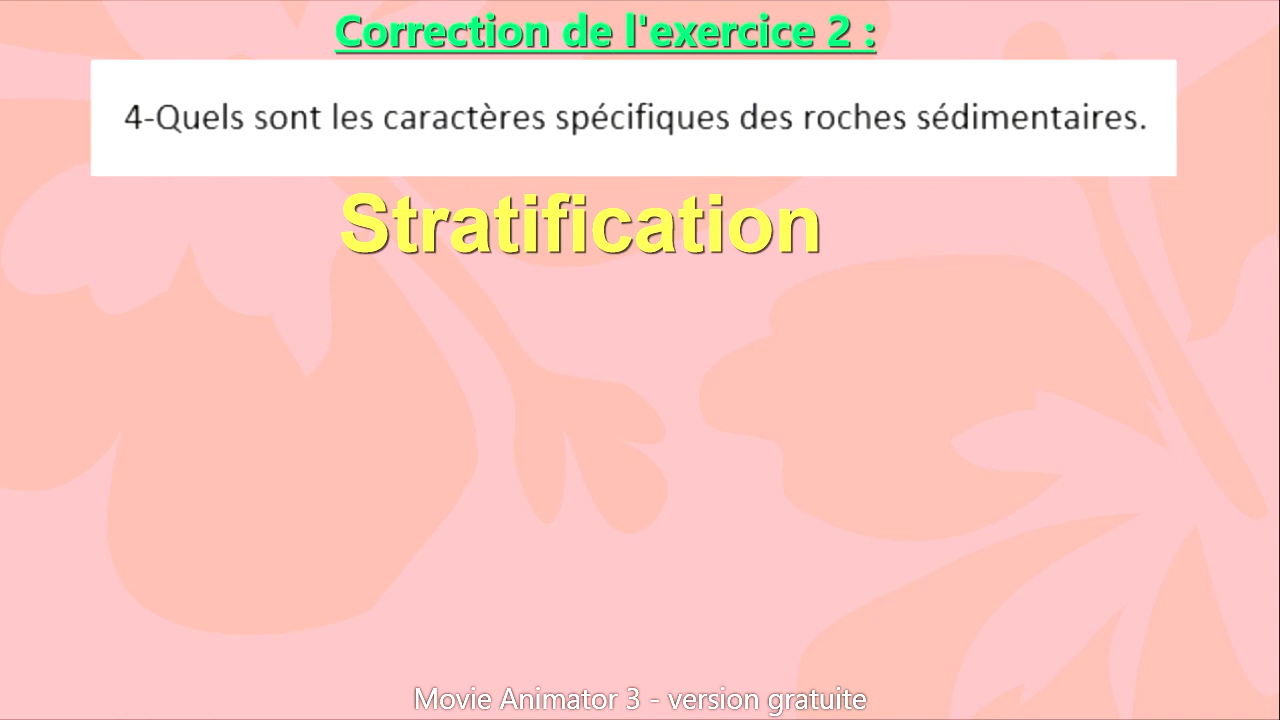 Correction de l'exercice 2 :
4-Quels sont les caractères spécifiques des roches sédimentaires.
Stratification
Movie Animator 3 - version gratuite